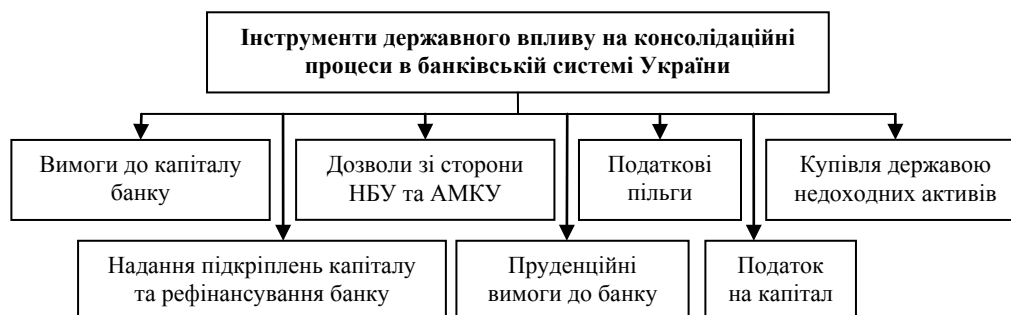 Інструменти державного впливу на консолідаційні
процеси в банківській системі України
Вимоги до капіталу
банку
Дозволи зі сторони
НБУ та АМКУ
Податкові
пільги
Купівля державою
недоходних активів
Надання підкріплень капіталу
та рефінансування банку
Пруденційні
вимоги до банку
Податок
на капітал